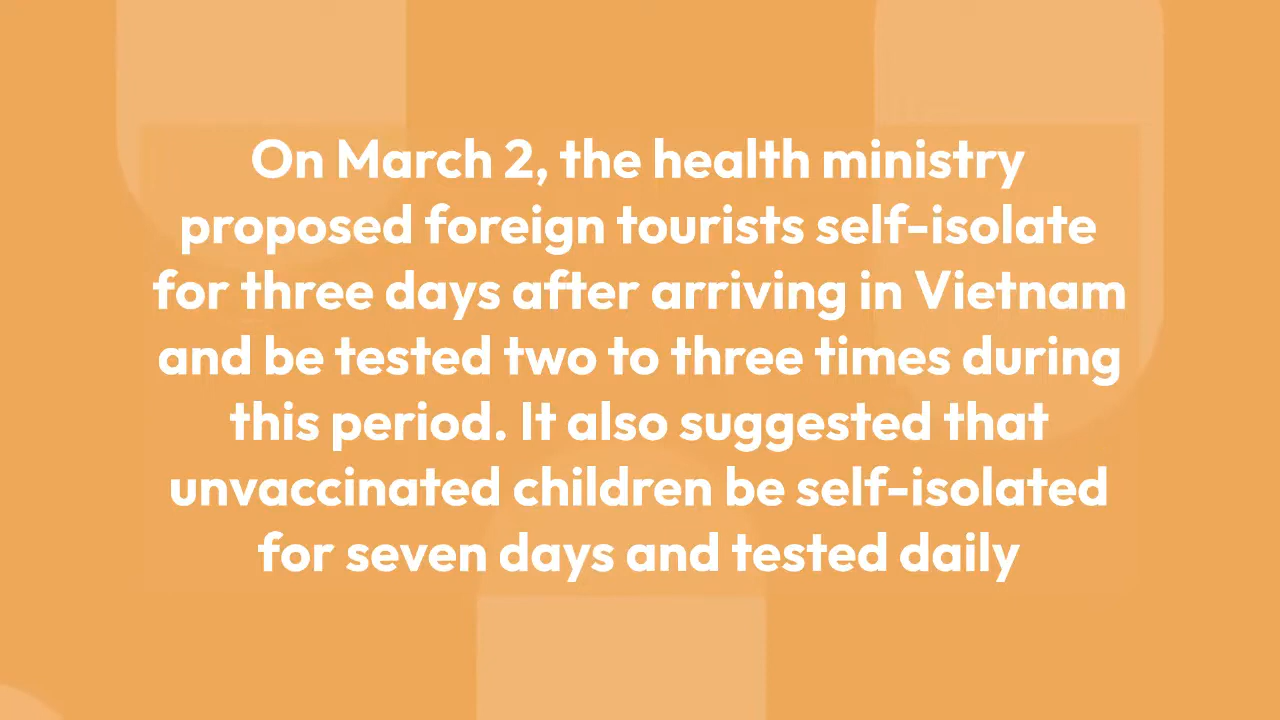 On March 2, the health ministry
proposed foreign tourists self-isolate
for three days after arriving in Vietnam
and be tested two to three times during
this period. It also suggested that
unvaccinated children be self-isolated
for seven days and tested daily